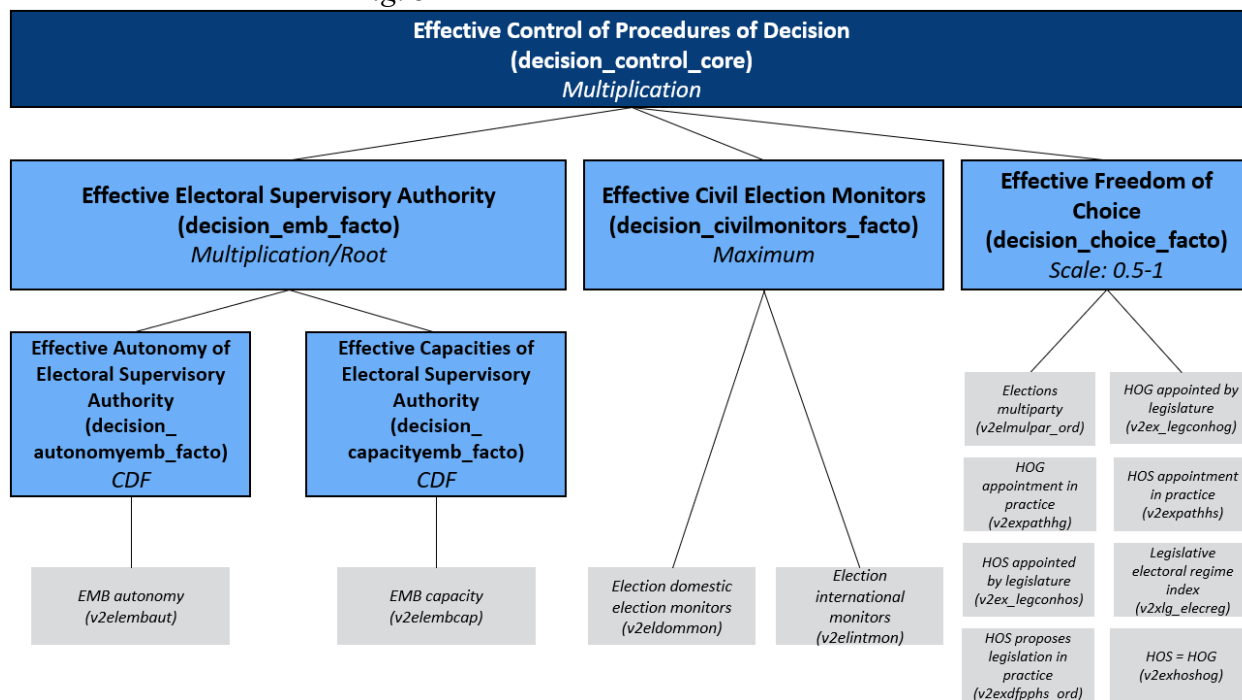 Effective Control of Procedures of Decision
(decision_control_core)
Multiplication
Effective Electoral Supervisory Authority
(decision_emb_facto)
Multiplication/Root
Effective Civil Election Monitors
(decision_civilmonitors_facto)
Maximum
Effective Freedom of
Choice
(decision_choice_facto)
Scale: 0.5-1
Effective Autonomy of
Electoral Supervisory
Authority
(decision_
autonomyemb_facto)
CDF
Effective Capacities of
Electoral Supervisory
Authority
(decision_
capacityemb_facto)
CDF
EMB autonomy
(v2elembaut)
EMB capacity
(v2elembcap)
Election domestic
election monitors
(v2eldommon)
Election
international
monitors
(v2elintmon)
Elections
multiparty
(v2elmulpar_ord)
HOG appointed by
legislature
(v2ex_legconhog)
HOG
appointment in
practice
(v2expathhg)
HOS appointment
in practice
(v2expathhs)
HOS appointed
by legislature
(v2ex_legconhos)
Legislative
electoral regime
index
(v2xlg_elecreg)
HOS proposes
legislation in
practice
(v2exdfpphs_ord)
HOS = HOG
(v2exhoshog)